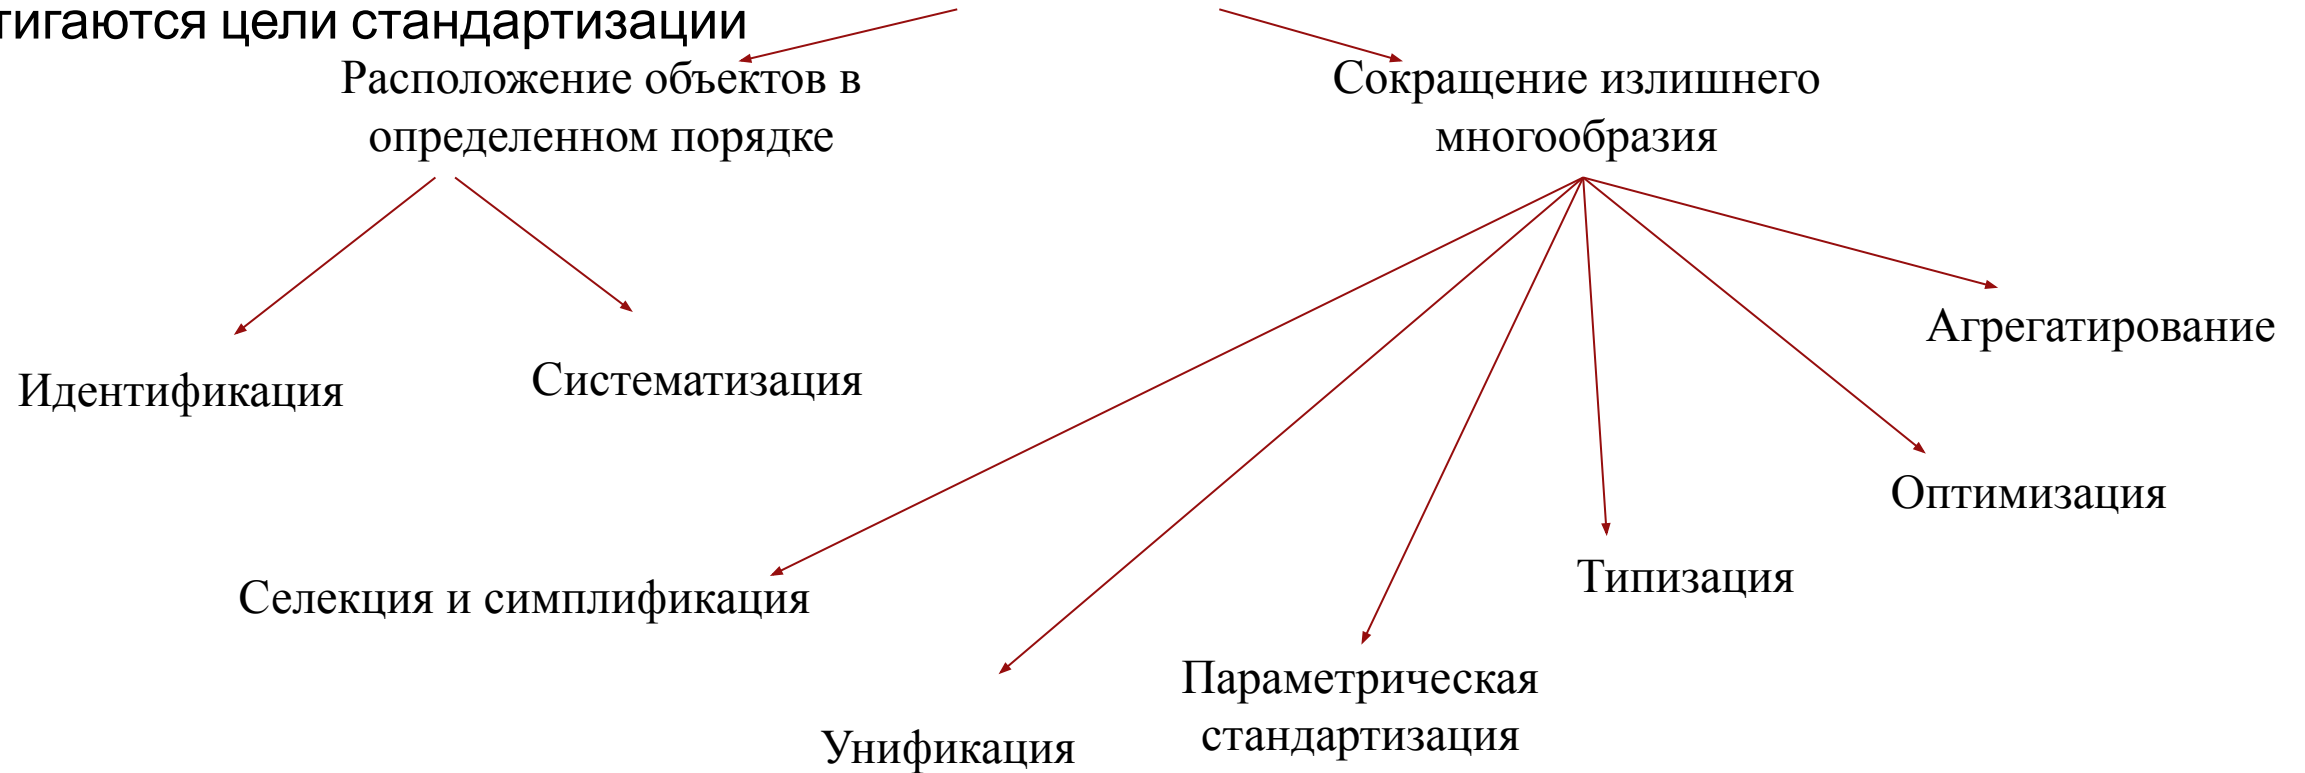 тигаются цели стандартизации
Расположение объектов в
определенном порядке
Сокращение излишнего
многообразия
Идентификация
Систематизация
Агрегатирование
Оптимизация
Типизация
Селекция и симплификация
Параметрическая
стандартизация
Унификация